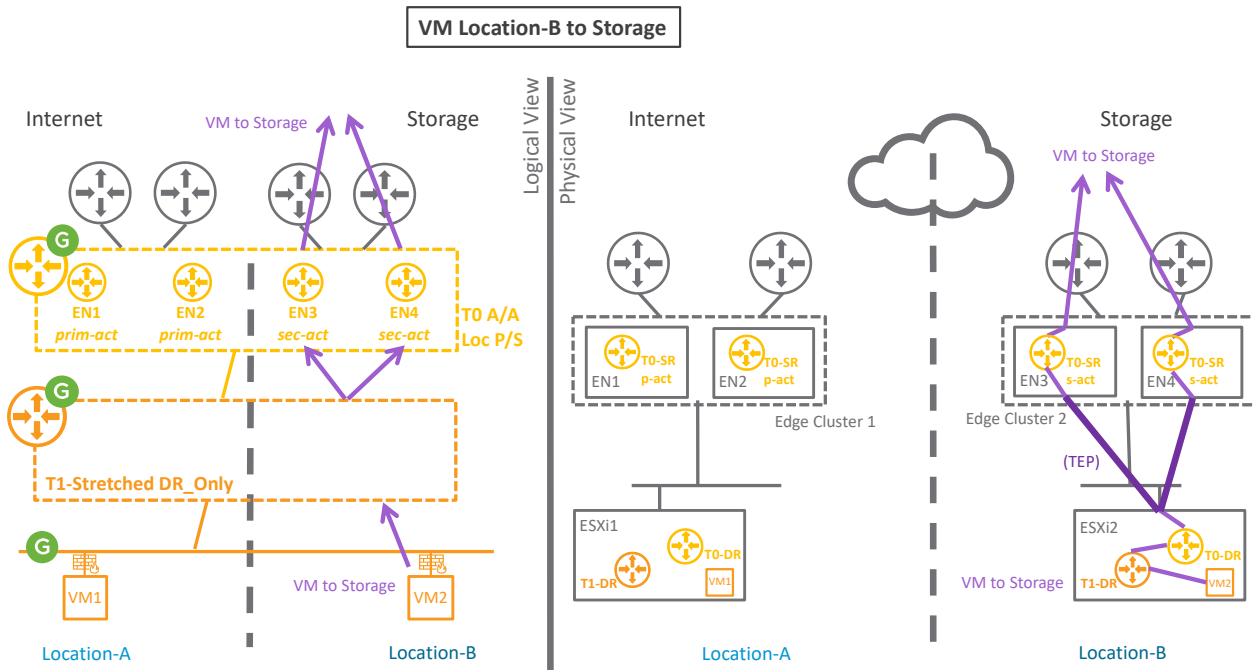 VM Location-B to Storage
Logical View
Physical View
Internet
VM to Storage
Storage
G
EN1
prim-act
EN2
prim-act
EN3
sec-act
EN4
sec-act
T0 A/A
Loc P/S
G
T1-Stretched DR_Only
G
VM to Storage
VM1
VM2
Location-A
Location-B
Internet
Storage
VM to Storage
T0-SR
p-act
EN1
T0-SR
p-act
EN2
Edge Cluster 1
T0-SR
s-act
EN3
T0-SR
s-act
EN4
Edge Cluster 2
(TEP)
ESXi1
T0-DR
T1-DR
VM1
ESXi2
T0-DR
VM to Storage
T1-DR
VM2
Location-A
Location-B